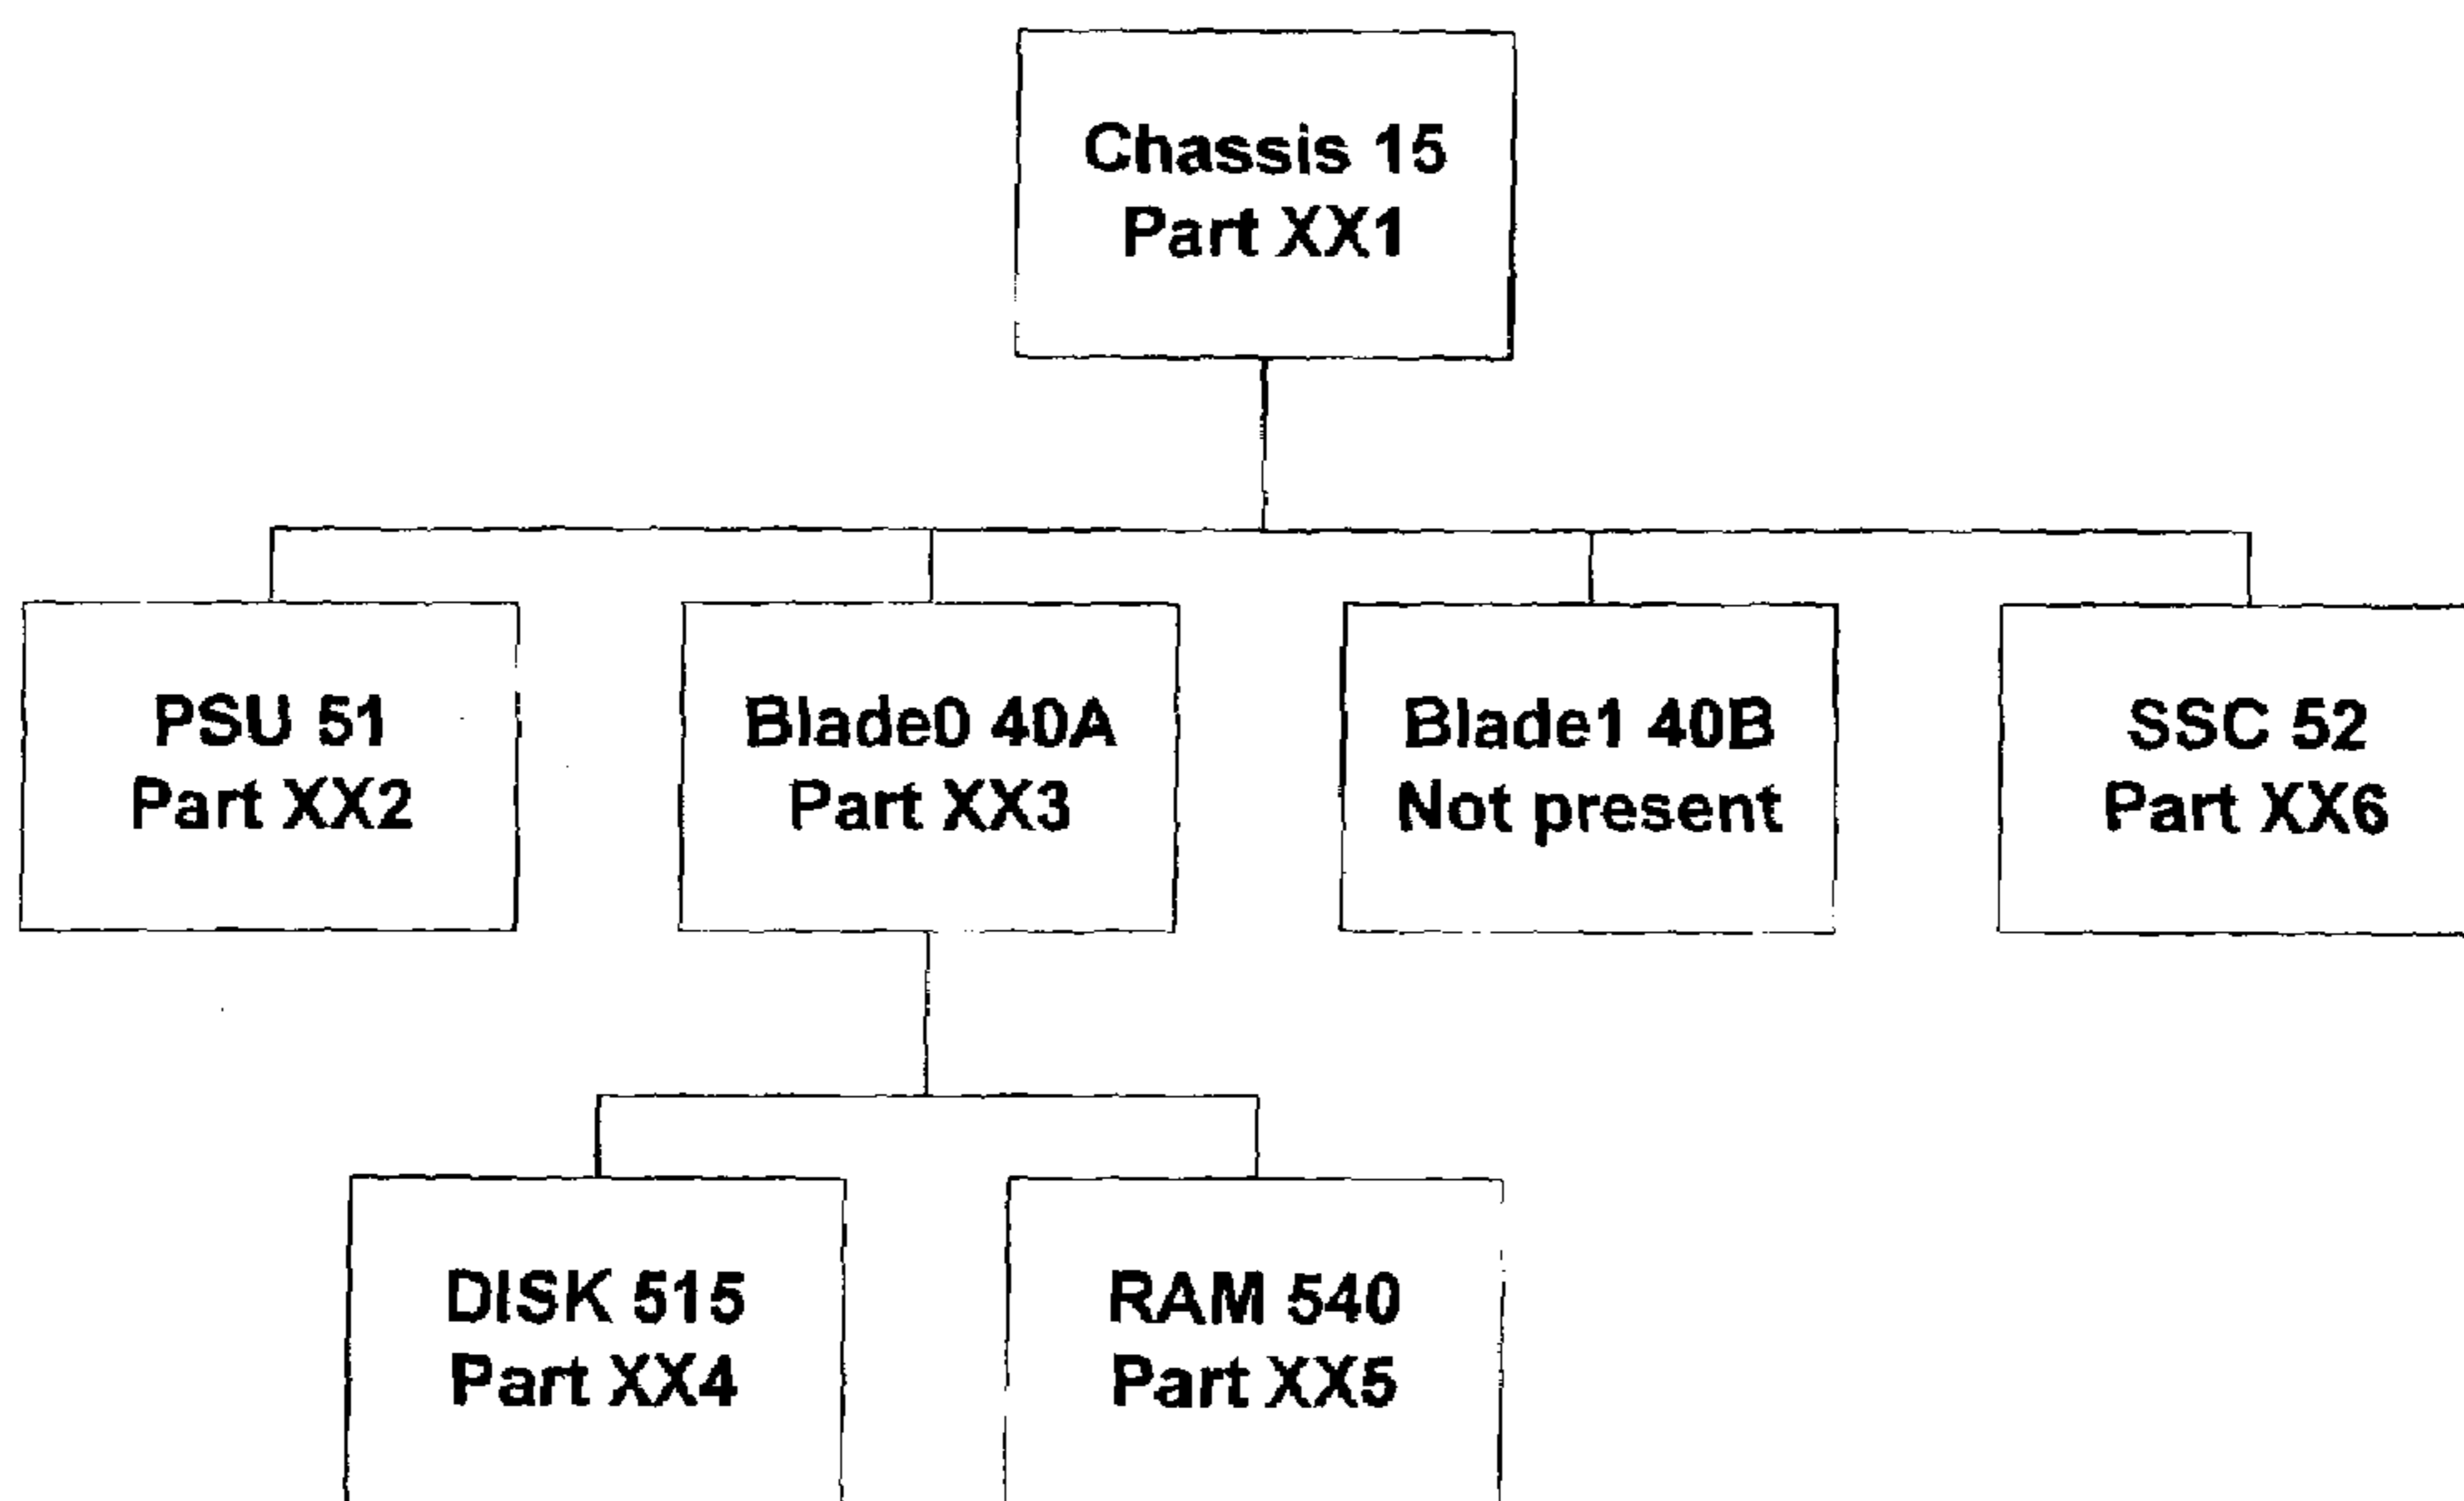 Chassis 15
Part XX1
PSU 51
Part XX2
Blade0 40A
Part XX3
Blade1 40B
Not present
SSC 52
Part XX6
DISK 515
Part XX4
RAM 540
Part XX5